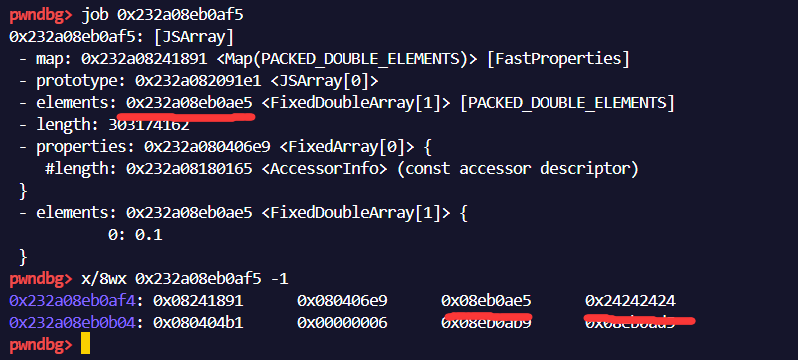 pwndbg> job 0x232a08eb0af5
0x232a08eb0af5: [JSArray]
 - map: 0x232a08241891 <Map(PACKED_DOUBLE_ELEMENTS)> [FastProperties]
 - prototype: 0x232a082091e1 <JSArray[0]>
 - elements: 0x232a08eb0ae5 <FixedDoubleArray[1]> [PACKED_DOUBLE_ELEMENTS]
 - length: 303174162
 - properties: 0x232a080406e9 <FixedArray[0]> {
    #length: 0x232a08180165 <AccessorInfo> (const accessor descriptor)
 }
 - elements: 0x232a08eb0ae5 <FixedDoubleArray[1]> {
           0: 0.1
 }
pwndbg> x/8wx 0x232a08eb0af5 -1
0x232a08eb0af4: 0x08241891      0x080406e9      0x08eb0ae5      0x24242424
0x232a08eb0b04: 0x080404b1      0x00000006      0x08eb0ab9      0x08eb0ad9
pwndbg>